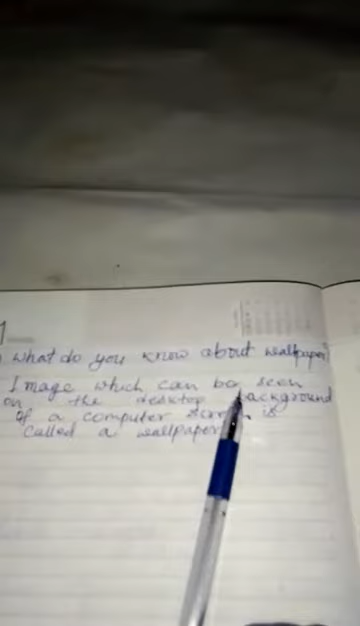 what do you know about wallpaper?
Image which can be seen
on the desktop background
of a computer screen is
called a wallpaper